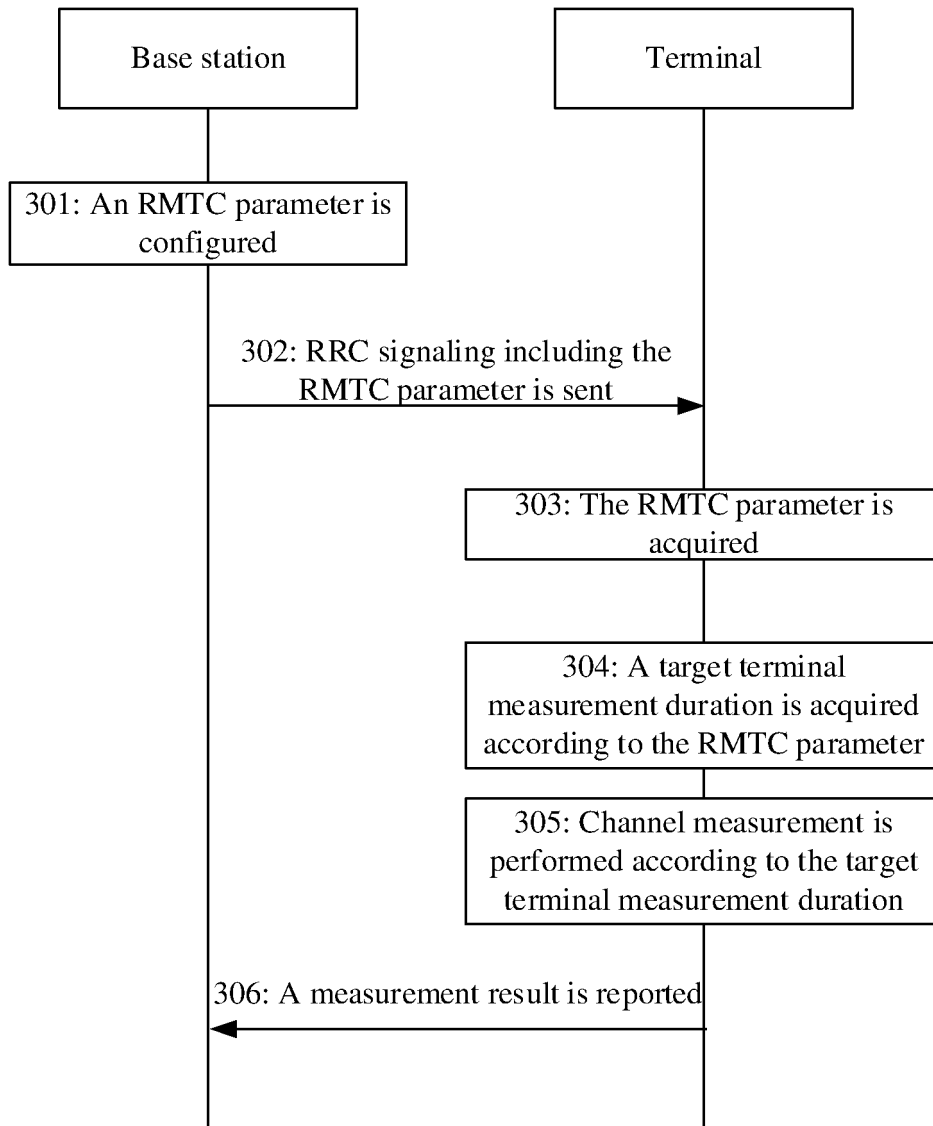 Base station
Terminal
301: An RMTC parameter is
configured
302: RRC signaling including the
RMTC parameter is sent
303: The RMTC parameter is
acquired
304: A target terminal
measurement duration is acquired
according to the RMTC parameter
305: Channel measurement is
performed according to the target
terminal measurement duration
306: A measurement result is reported